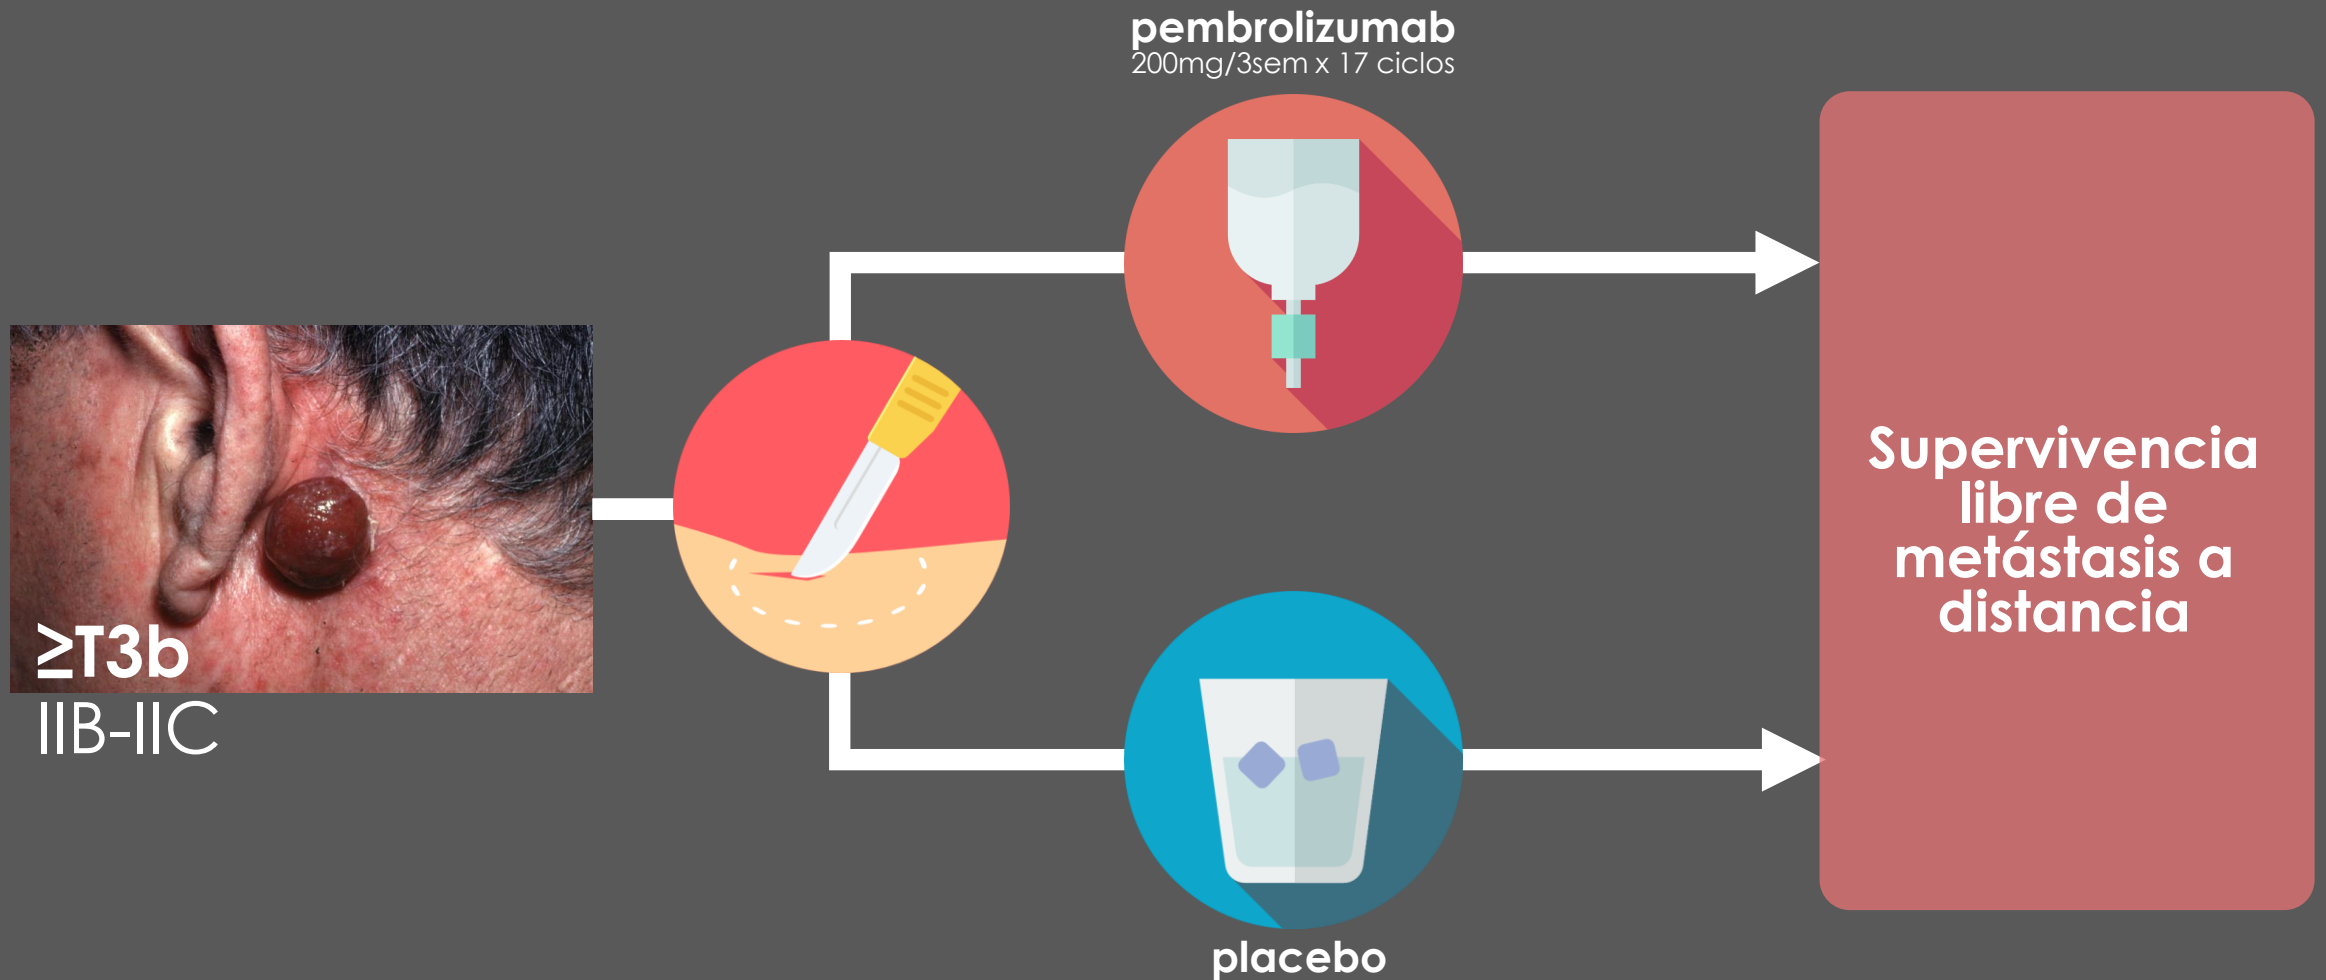 pembrolizumab
200mg/3sem x 17 ciclos
≥T3b
IIB-IIC
Supervivencia
libre de
metástasis a
distancia
placebo